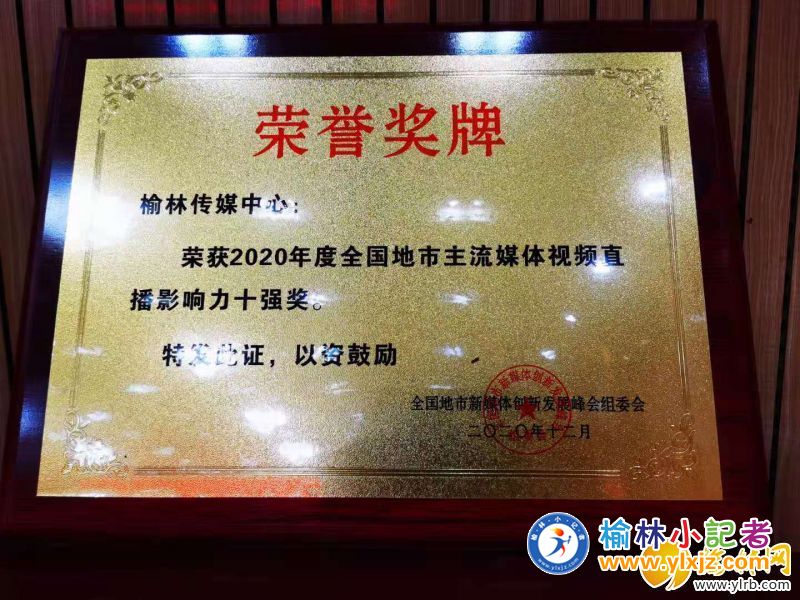 荣誉奖牌
榆林传媒中心：
荣获2020年度全国地市主流媒体视频直
播影响力十强奖。
特发此证，以资鼓励
全国地市新媒体创新发展峰会组委会
二〇二〇年十二月
榆林小記者
www.ylxjz.com
www.ylrb.com